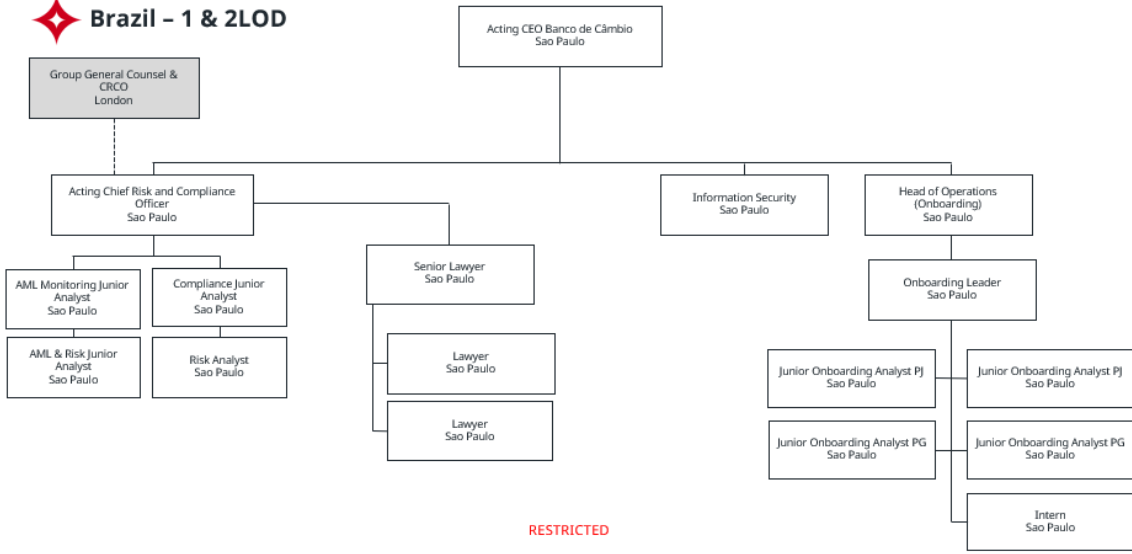 Brazil – 1 & 2LOD
Acting CEO Banco de Câmbio
Sao Paulo
Group General Counsel &
CRCO
London
Acting Chief Risk and Compliance
Officer
Sao Paulo
Information Security
Sao Paulo
Head of Operations
(Onboarding)
Sao Paulo
AML Monitoring Junior
Analyst
Sao Paulo
Compliance Junior
Analyst
Sao Paulo
Senior Lawyer
Sao Paulo
Onboarding Leader
Sao Paulo
AML & Risk Junior
Analyst
Sao Paulo
Risk Analyst
Sao Paulo
Lawyer
Sao Paulo
Lawyer
Sao Paulo
Junior Onboarding Analyst PJ
Sao Paulo
Junior Onboarding Analyst PJ
Sao Paulo
Junior Onboarding Analyst PG
Sao Paulo
Junior Onboarding Analyst PG
Sao Paulo
Intern
Sao Paulo
RESTRICTED